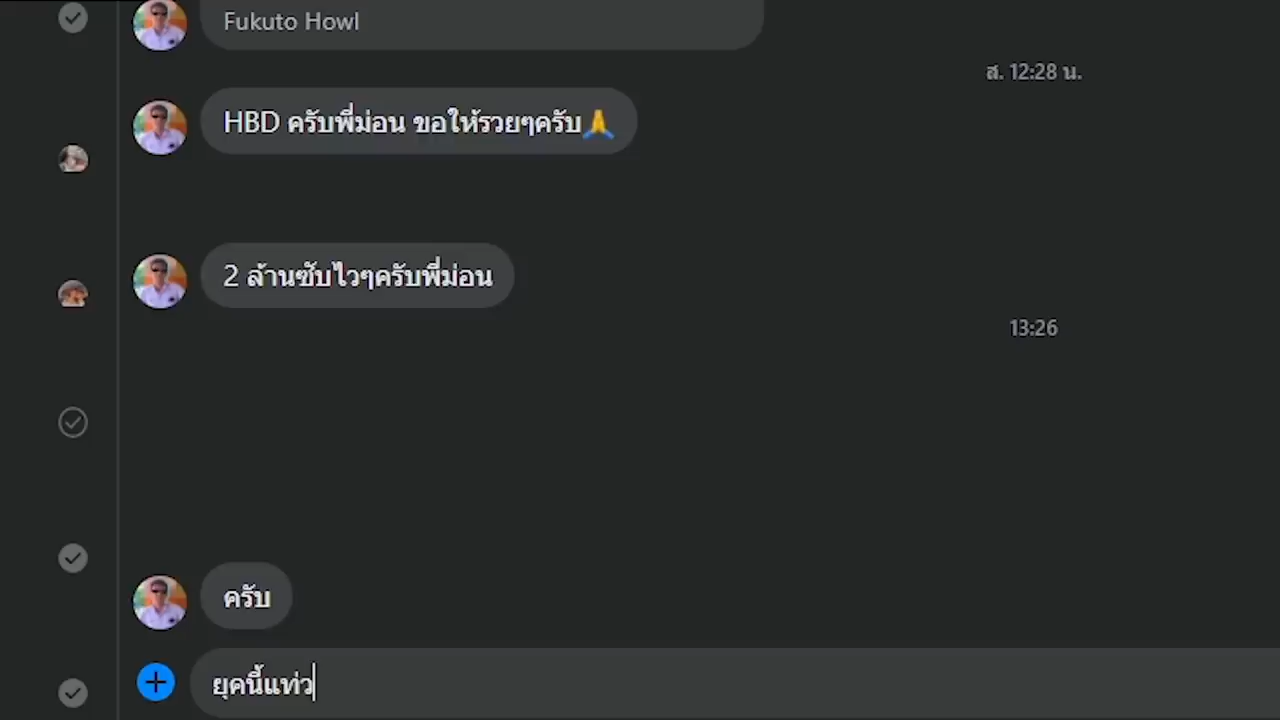 Fukuto Howl
ส. 12:28 น.
HBD ครับพี่ม่อน ขอให้รวยๆครับ🙏
2 ล้านซับไวๆครับพี่ม่อน
13:26
ครับ
ยุคนี้แท่ว